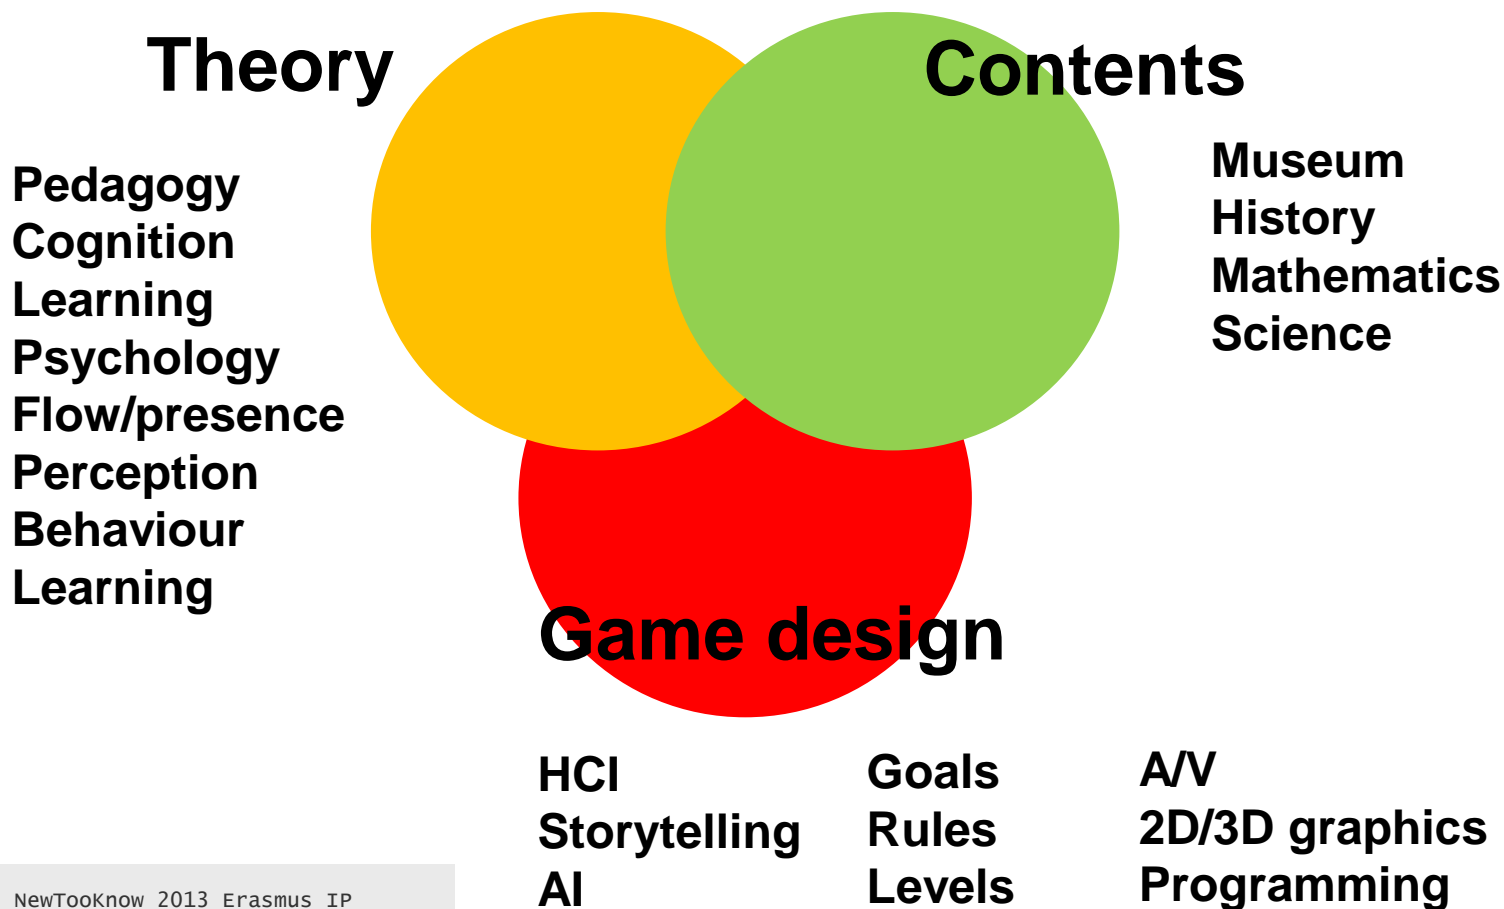 Theory
Contents
Pedagogy
Cognition
Learning
Psychology
Flow/presence
Perception
Behaviour
Learning
Museum
History
Mathematics
Science
Game design
HCI
Storytelling
AI
Goals
Rules
Levels
A/V
2D/3D graphics
Programming
NewTooKnow 2013 Erasmus IP